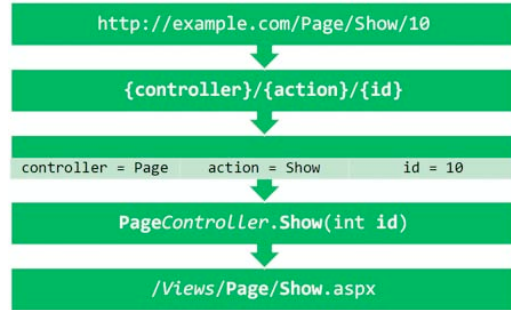 http://example.com/Page/Show/10
{controller}/{action}/{id}
controller = Page action = Show id = 10
PageController.Show(int id)
/Views/Page/Show.aspx